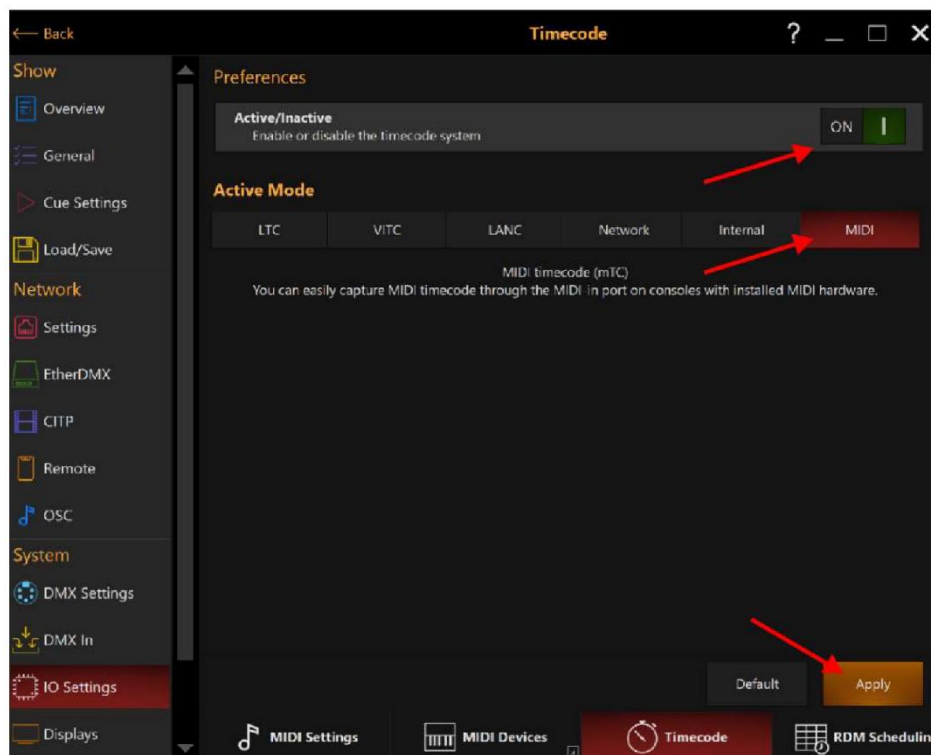 Back
Timecode
?
Show
Overview
General
Cue Settings
Load/Save
Network
Settings
EtherDMX
CITP
Remote
OSC
System
DMX Settings
DMX In
IO Settings
Displays
Preferences
Active/Inactive
Enable or disable the timecode system
ON
Active Mode
LTC VITC LANC Network Internal MIDI
MIDI timecode (mTC)
You can easily capture MIDI timecode through the MIDI-in port on consoles with installed MIDI hardware.
Default Apply
MIDI Settings MIDI Devices Timecode RDM Schedulin